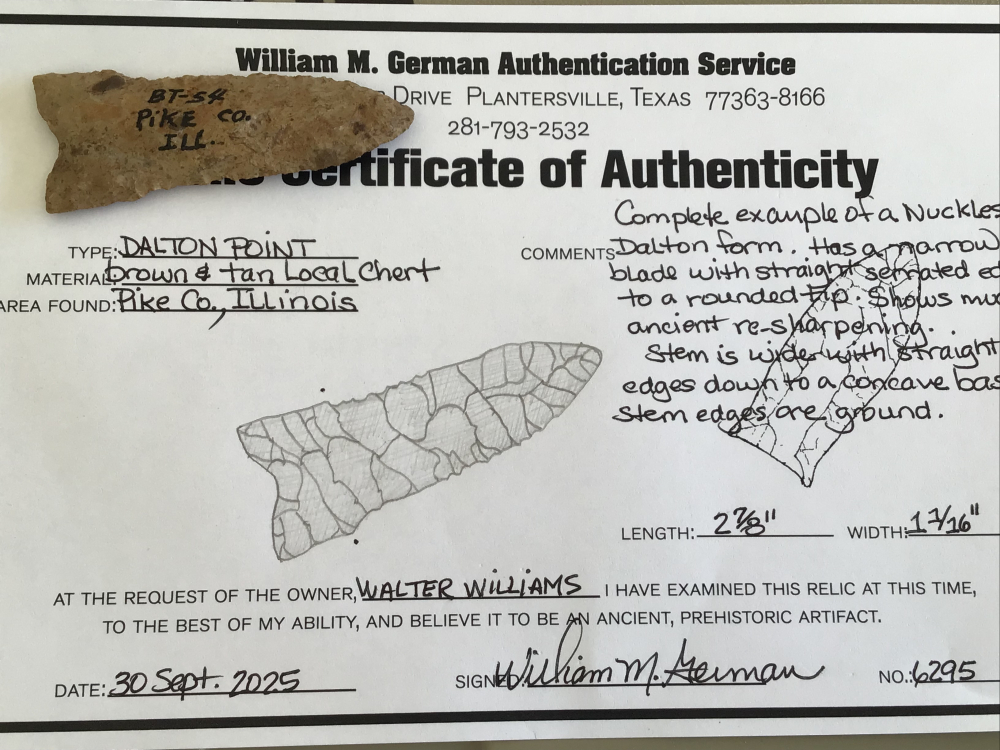 William M. German Authentication Service
DRIVE PLANTERSVILLE, TEXAS 77363-8166
281-793-2532
Certificate of Authenticity
BT-54
PIKE CO.
ILL.
TYPE: DALTON POINT
MATERIAL: brown & tan Local Chert
AREA FOUND: Pike Co., ILLINOIS
COMMENTS
Complete example of a Nuckles
Dalton form. Has a narrow
blade with straight serrated ed
to a rounded tip. Shows mu
ancient re-sharpening.
Stem is wider with straight
edges down to a concave bas
Stem edges are ground.
LENGTH: 2 7/8" WIDTH: 1 1/16"
AT THE REQUEST OF THE OWNER, WALTER WILLIAMS I HAVE EXAMINED THIS RELIC AT THIS TIME,
TO THE BEST OF MY ABILITY, AND BELIEVE IT TO BE AN ANCIENT, PREHISTORIC ARTIFACT.
DATE: 30 Sept. 2025 SIGNED William M. German NO.: 6295